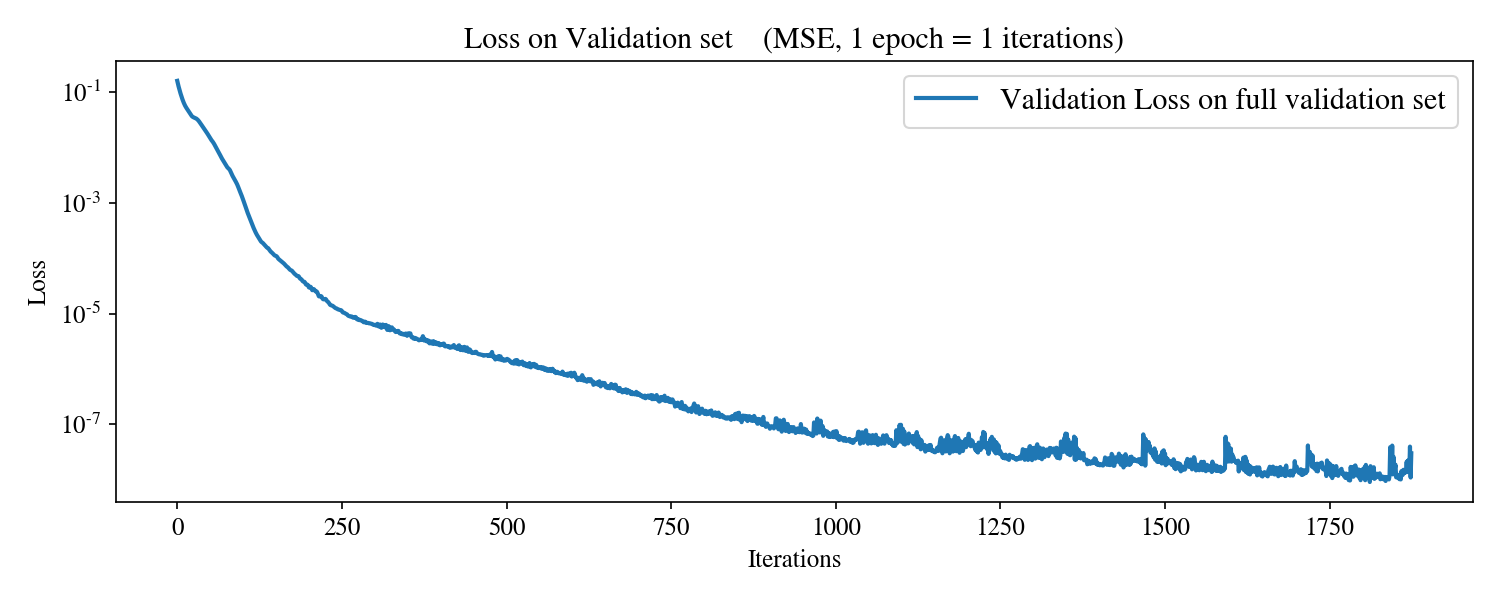 Loss on Validation set (MSE, 1 epoch = 1 iterations)
Validation Loss on full validation set
10⁻¹
10⁻³
10⁻⁵
10⁻⁷
Loss
0 250 500 750 1000 1250 1500 1750
Iterations